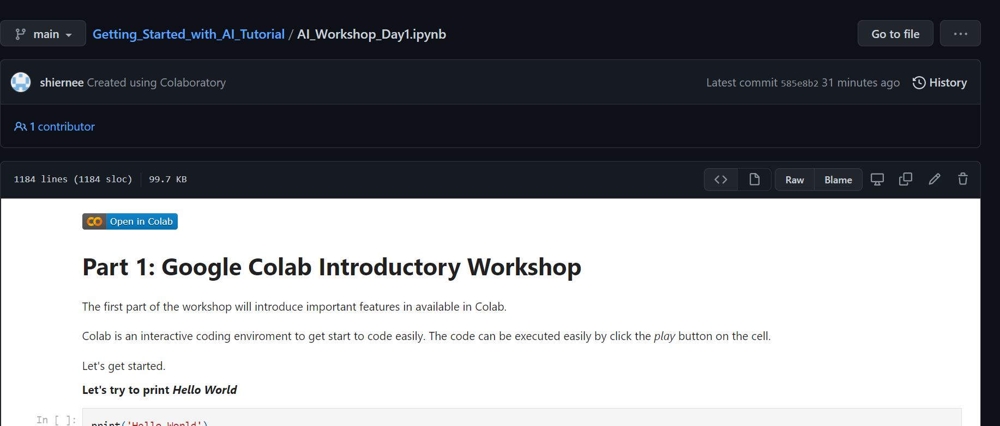 main Getting_Started_with_AI_Tutorial / AI_Workshop_Day1.ipynb Go to file ...
shiernee Created using Colaboratory Latest commit 585e8b2 31 minutes ago History
1 contributor
1184 lines (1184 sloc) 99.7 KB <> Raw Blame
CO Open in Colab
Part 1: Google Colab Introductory Workshop
The first part of the workshop will introduce important features in available in Colab.
Colab is an interactive coding enviroment to get start to code easily. The code can be executed easily by click the play button on the cell.
Let's get started.
Let's try to print Hello World
In [ ]: print('Hello World')